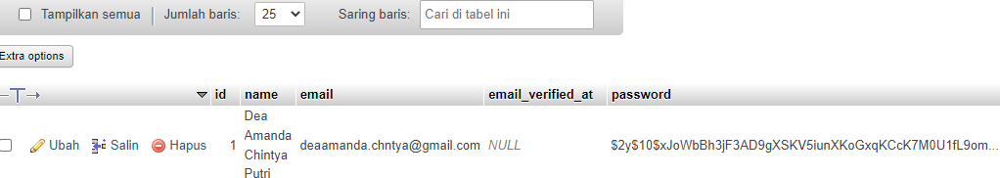 Tampilkan semua Jumlah baris: 25 Saring baris: Cari di tabel ini
Extra options
id name email email_verified_at password
Ubah Salin Hapus 1 Dea Amanda Chintya Putri deaamanda.chntya@gmail.com NULL $2y$10$xJoWbBh3jF3AD9gXSKV5iunXKoGxqKCcK7M0U1fL9om...